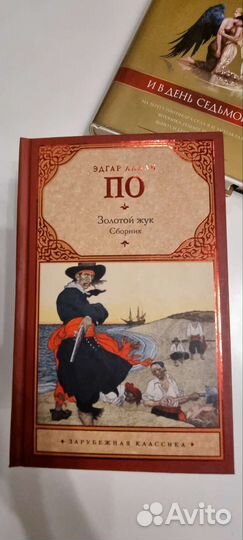 И В ДЕНЬ СЕДЬМО
ЭДГАР АЛЛАН
ПО
Золотой жук
Сборник
ЗАРУБЕЖНАЯ КЛАССИКА
Avito